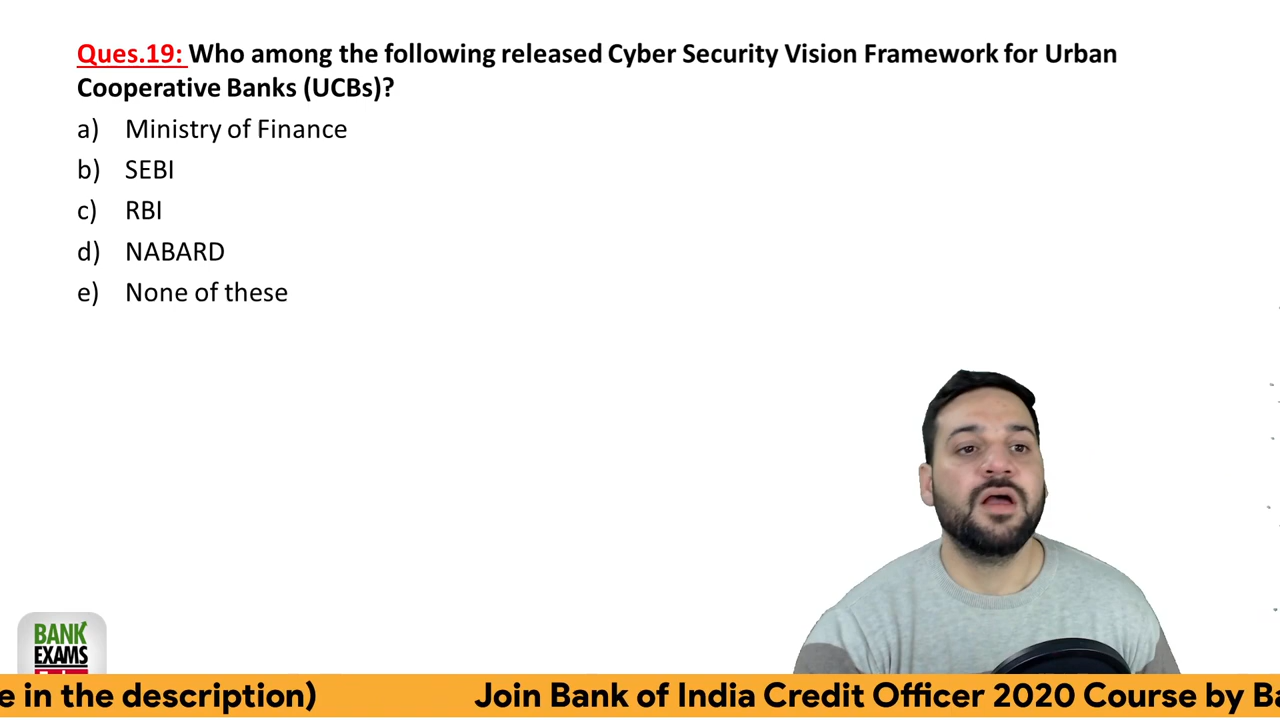 Ques.19: Who among the following released Cyber Security Vision Framework for Urban
Cooperative Banks (UCBs)?
a) Ministry of Finance
b) SEBI
c) RBI
d) NABARD
e) None of these
BANK
EXAMS
e in the description) Join Bank of India Credit Officer 2020 Course by Ba